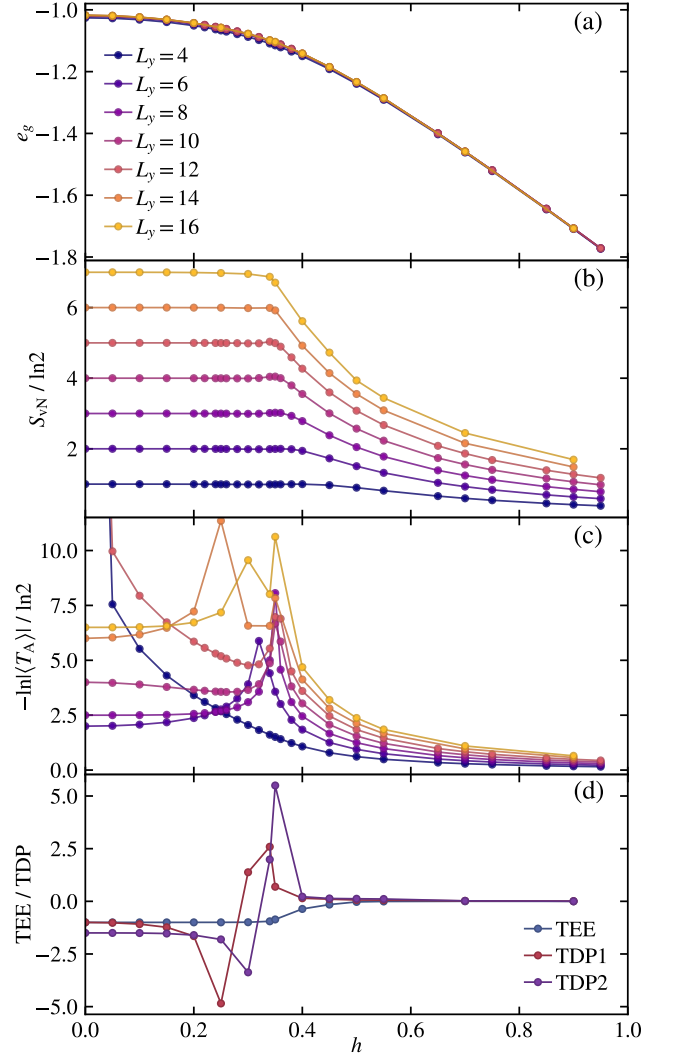 (a)
−1.0
−1.2
−1.4
−1.6
−1.8
e_g
L_y = 4
L_y = 6
L_y = 8
L_y = 10
L_y = 12
L_y = 14
L_y = 16
(b)
6
4
2
S_vN / ln2
(c)
10.0
7.5
5.0
2.5
0.0
−ln|⟨T_A⟩| / ln2
(d)
5.0
2.5
0.0
−2.5
−5.0
TEE / TDP
TEE
TDP1
TDP2
0.0 0.2 0.4 0.6 0.8 1.0
h